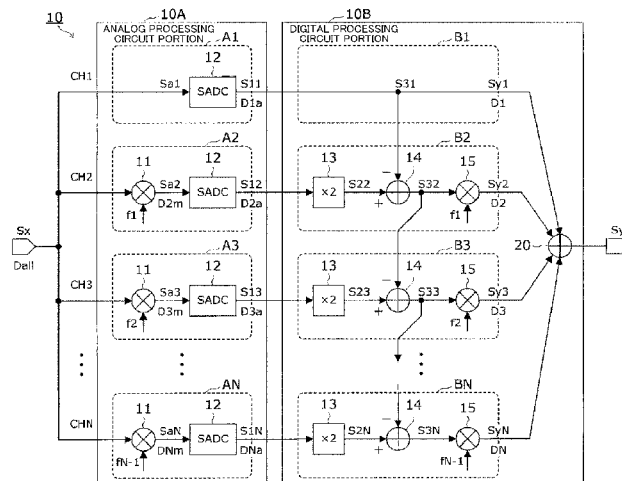 10
10A
10B
ANALOG PROCESSING
CIRCUIT PORTION
DIGITAL PROCESSING
CIRCUIT PORTION
A1
B1
CH1
Sa1
12
SADC
S11
D1a
S31
Sy1
D1
A2
B2
CH2
11
f1
Sa2
D2m
12
SADC
S12
D2a
13
×2
S22
−
+
14
S32
15
f1
Sy2
D2
Sx
Dall
20
Sy
A3
B3
CH3
11
f2
Sa3
D3m
12
SADC
S13
D3a
13
×2
S23
−
+
14
S33
15
f2
Sy3
D3
AN
BN
CHN
11
fN-1
SaN
DNm
12
SADC
S1N
DNa
13
×2
S2N
−
+
14
S3N
15
fN-1
SyN
DN